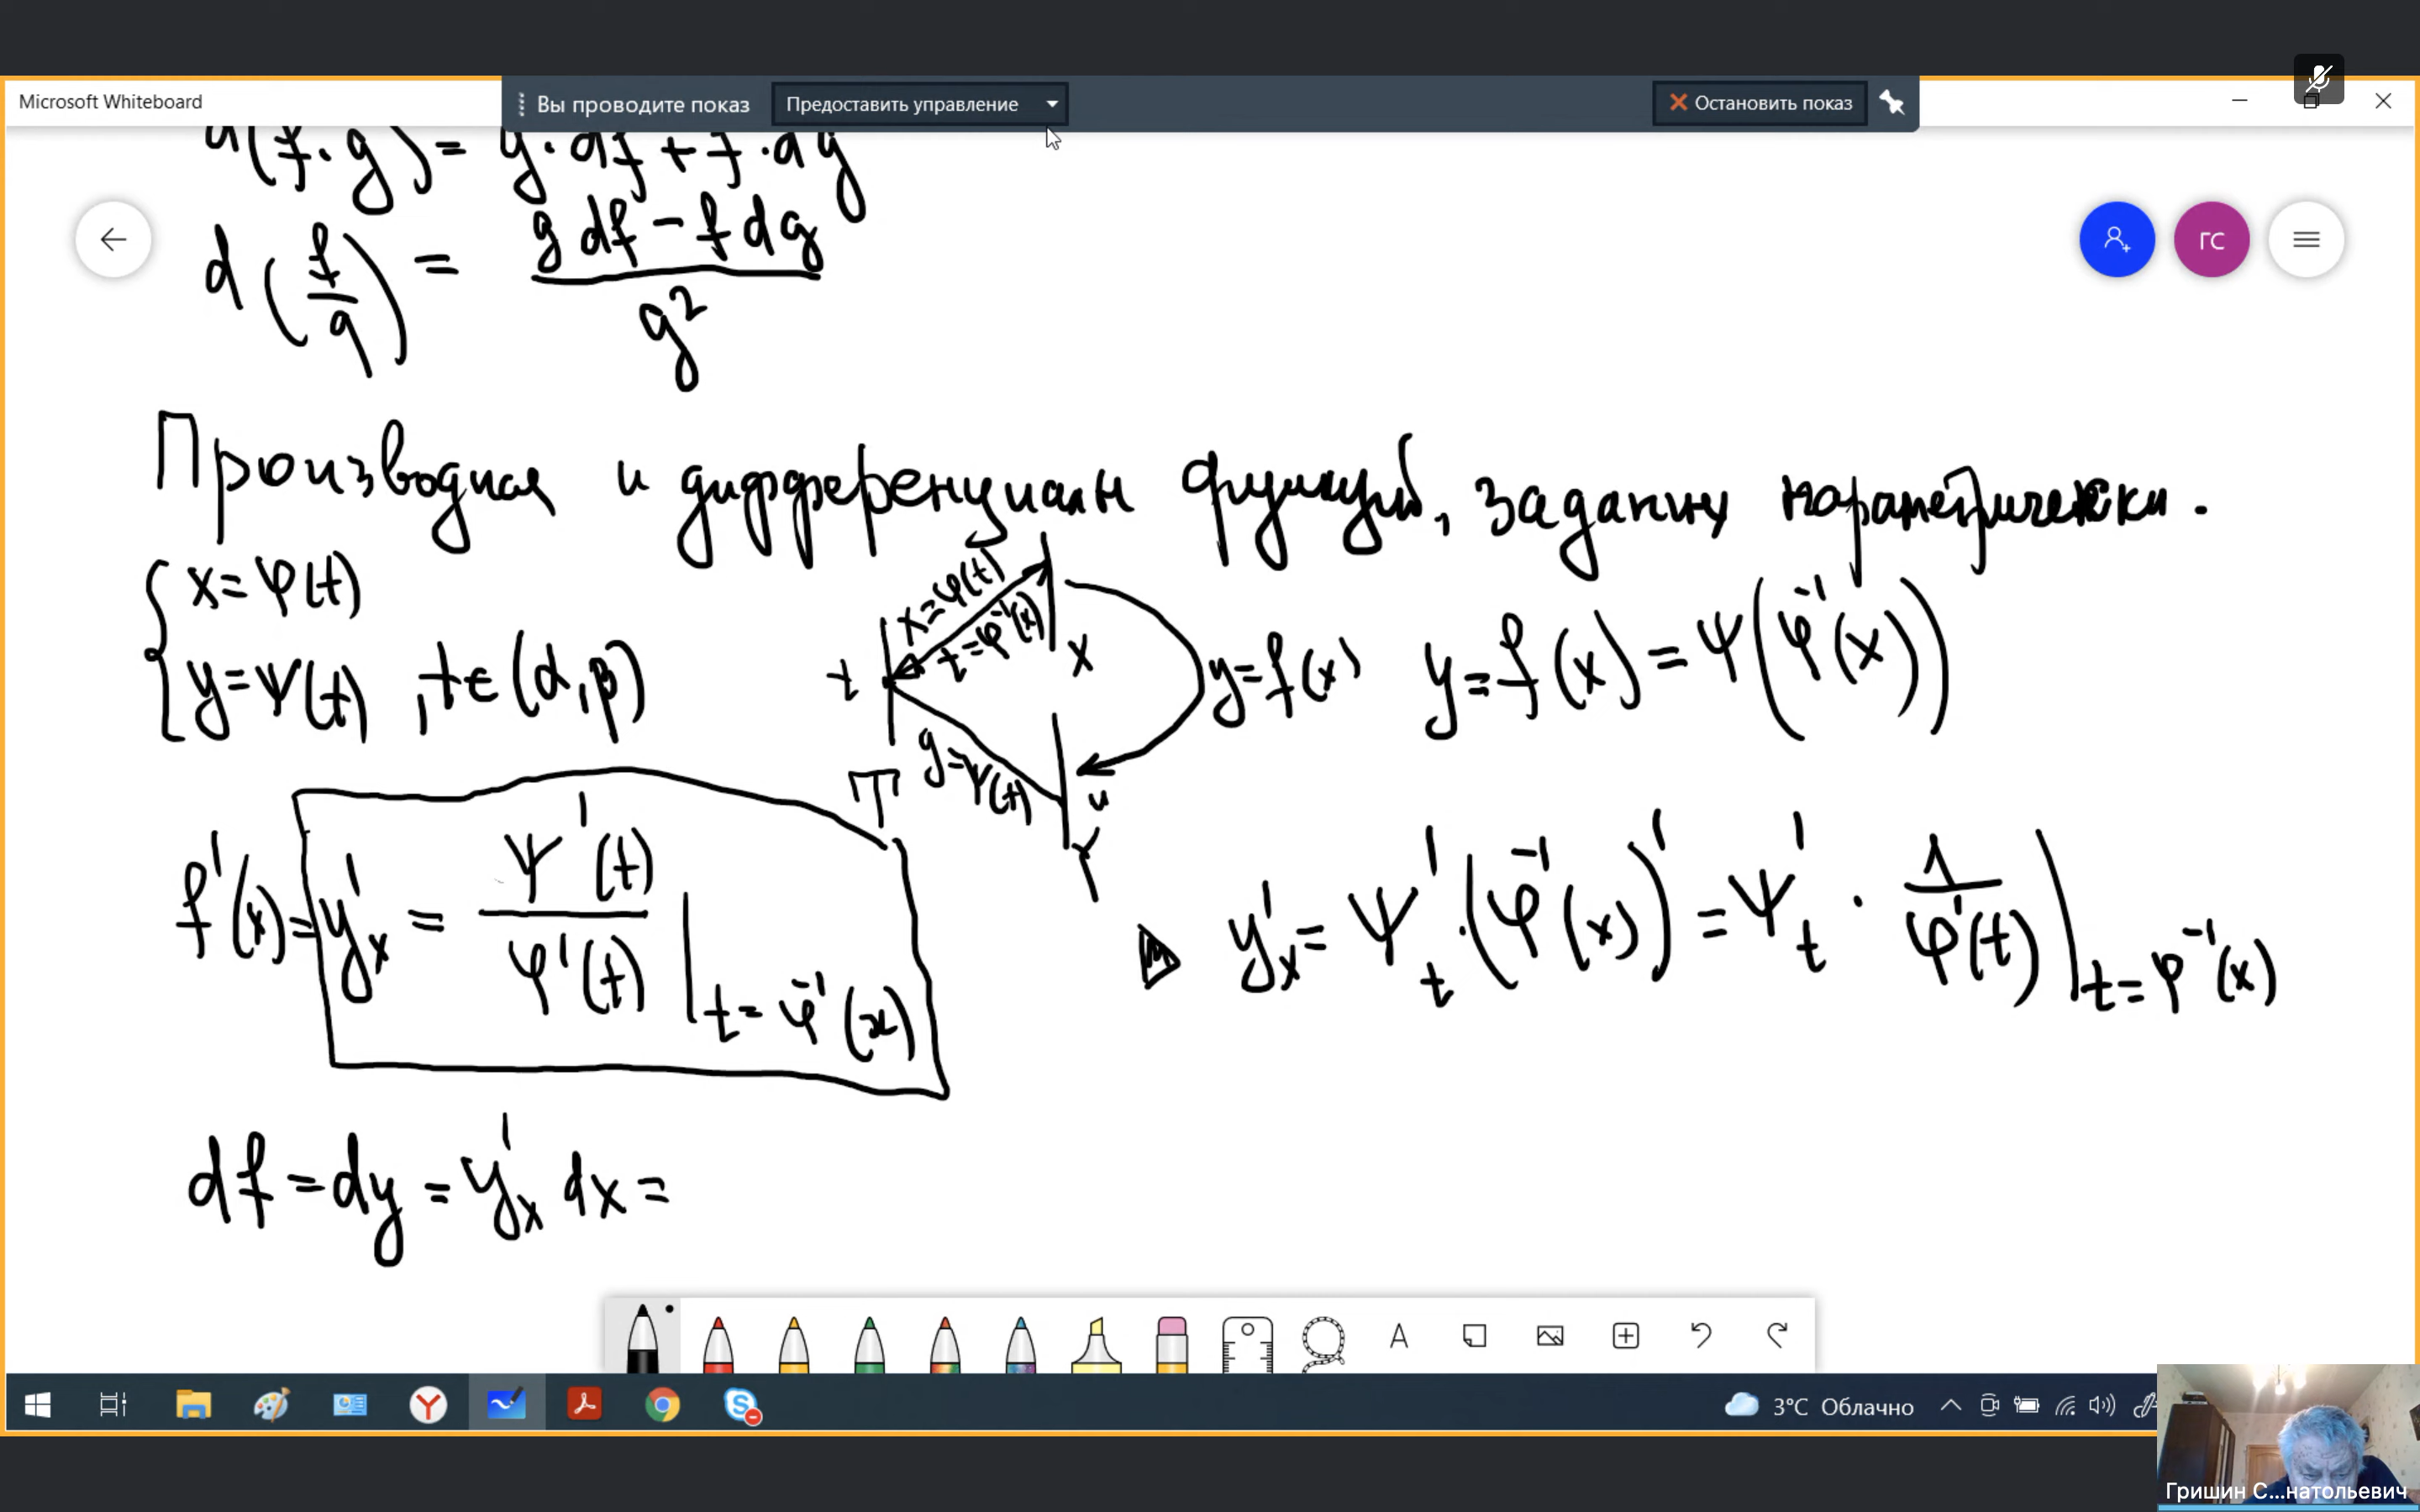 Microsoft Whiteboard
Вы проводите показ
Предоставить управление
Остановить показ
d(f·g) = g·df + f·dg
d(f/g) = (g df − f dg)/g²
ГС
Производная и дифференциал функций, заданных параметрически.
{ x = φ(t)
y = ψ(t), t ∈ (α, β)
x = φ(t)
t = φ⁻¹(x)
t
X
y = f(x)
y = f(x) = ψ(φ⁻¹(x))
T
y = ψ(t)
Y
f'(x) = y'ₓ = ψ'(t)/φ'(t) | t = φ⁻¹(x)
y'ₓ = ψ'ₜ · (φ⁻¹(x))' = ψ'ₜ · 1/φ'(t) | t = φ⁻¹(x)
df = dy = y'ₓ dx =
3°C Облачно
Гришин С...натольевич